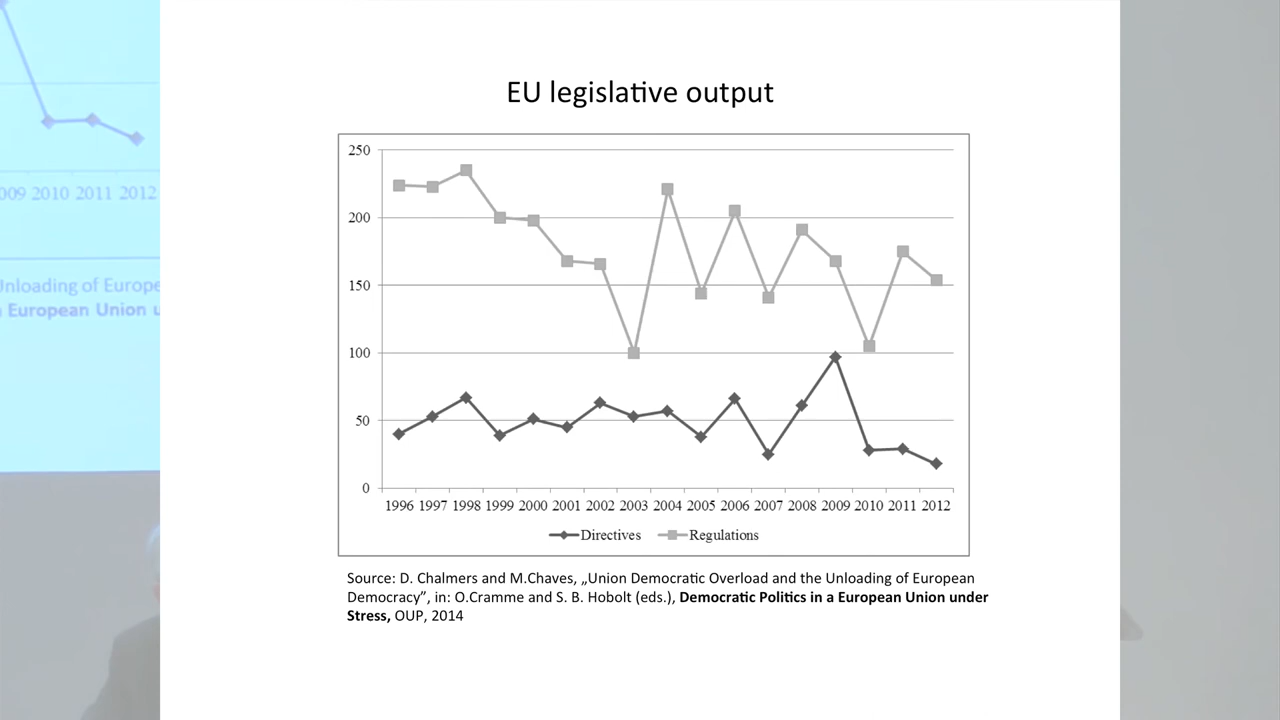 EU legislative output
250
200
150
100
50
0
1996 1997 1998 1999 2000 2001 2002 2003 2004 2005 2006 2007 2008 2009 2010 2011 2012
Directives Regulations
Source: D. Chalmers and M.Chaves, „Union Democratic Overload and the Unloading of European
Democracy”, in: O.Cramme and S. B. Hobolt (eds.), Democratic Politics in a European Union under
Stress, OUP, 2014
009 2010 2011 2012
Unloading of Europe
European Union u